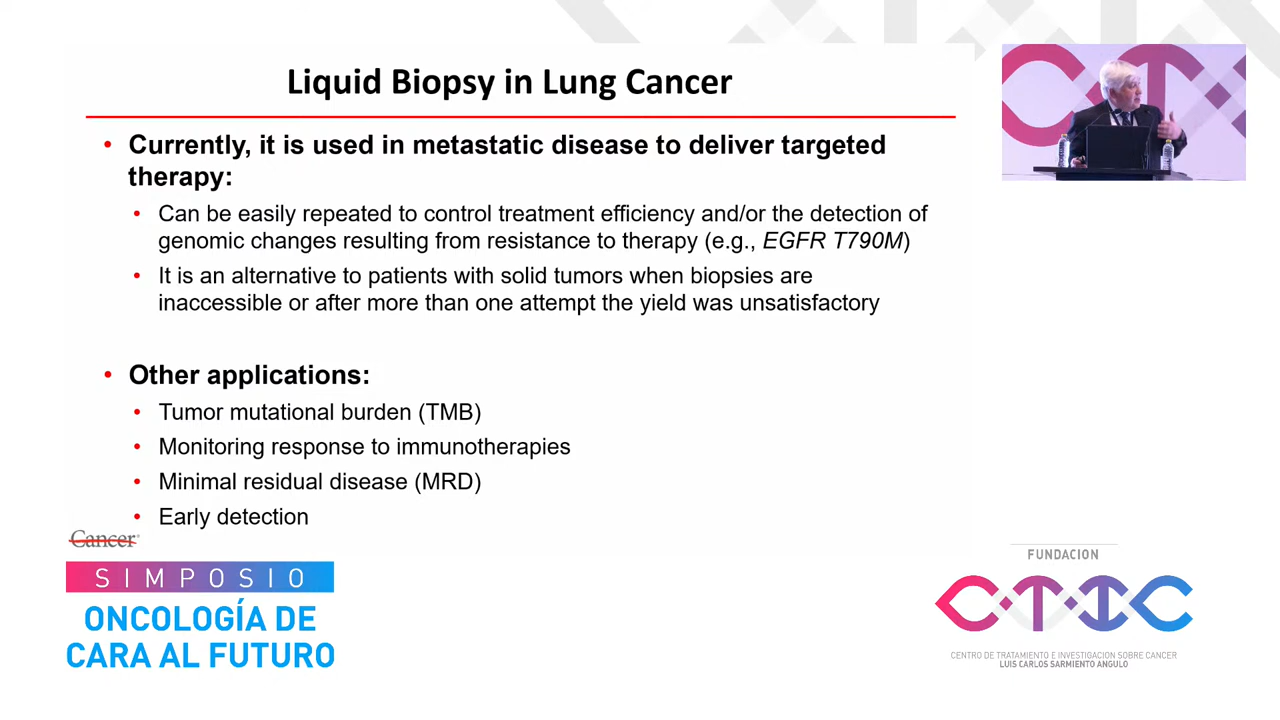 Liquid Biopsy in Lung Cancer
• Currently, it is used in metastatic disease to deliver targeted
therapy:
• Can be easily repeated to control treatment efficiency and/or the detection of
genomic changes resulting from resistance to therapy (e.g., EGFR T790M)
• It is an alternative to patients with solid tumors when biopsies are
inaccessible or after more than one attempt the yield was unsatisfactory
• Other applications:
• Tumor mutational burden (TMB)
• Monitoring response to immunotherapies
• Minimal residual disease (MRD)
• Early detection
Cancer
SIMPOSIO
ONCOLOGÍA DE
CARA AL FUTURO
FUNDACION
CTIC
CENTRO DE TRATAMIENTO E INVESTIGACION SOBRE CANCER
LUIS CARLOS SARMIENTO ANGULO